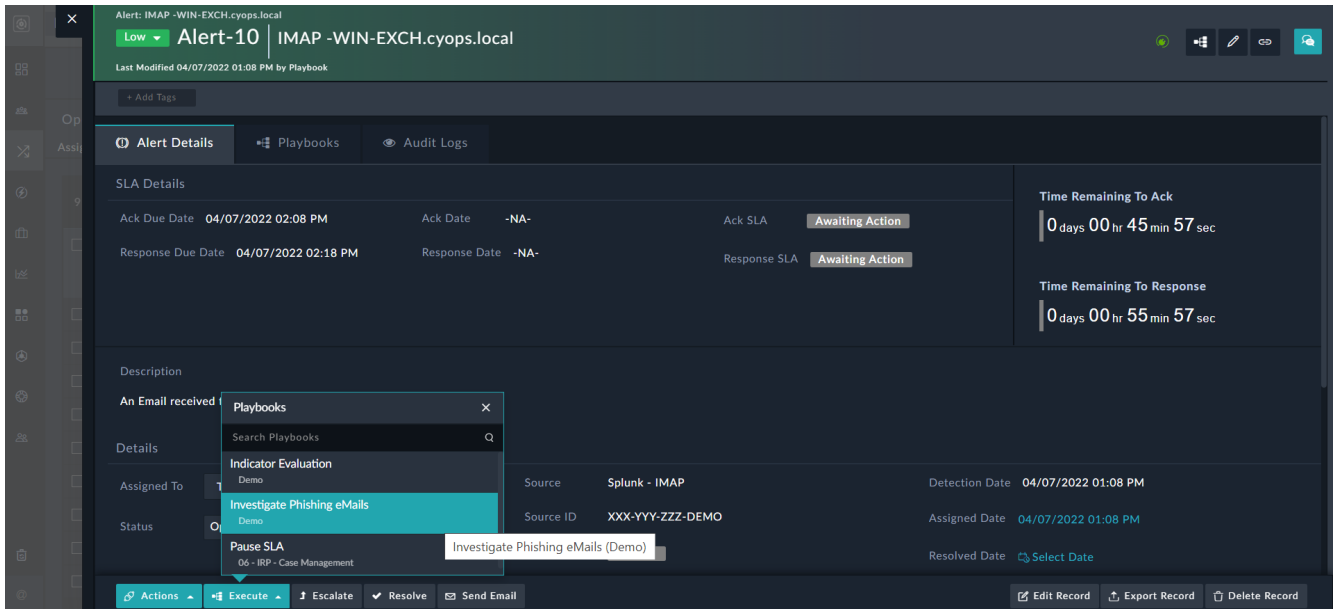 Alert: IMAP -WIN-EXCH.cyops.local
Low Alert-10 IMAP -WIN-EXCH.cyops.local
Last Modified 04/07/2022 01:08 PM by Playbook
+ Add Tags
Op
Alert Details Playbooks Audit Logs
Assig
SLA Details
Time Remaining To Ack
Ack Due Date 04/07/2022 02:08 PM Ack Date -NA- Ack SLA Awaiting Action
0 days 00 hr 45 min 57 sec
Response Due Date 04/07/2022 02:18 PM Response Date -NA- Response SLA Awaiting Action
Time Remaining To Response
0 days 00 hr 55 min 57 sec
Description
An Email received
Playbooks
Search Playbooks
Details
Indicator Evaluation
Demo
Assigned To
Source Splunk - IMAP Detection Date 04/07/2022 01:08 PM
Investigate Phishing eMails
Demo
Status Op
Source ID XXX-YYY-ZZZ-DEMO Assigned Date 04/07/2022 01:08 PM
Pause SLA
06 - IRP - Case Management
Investigate Phishing eMails (Demo)
Resolved Date Select Date
Actions Execute Escalate Resolve Send Email Edit Record Export Record Delete Record